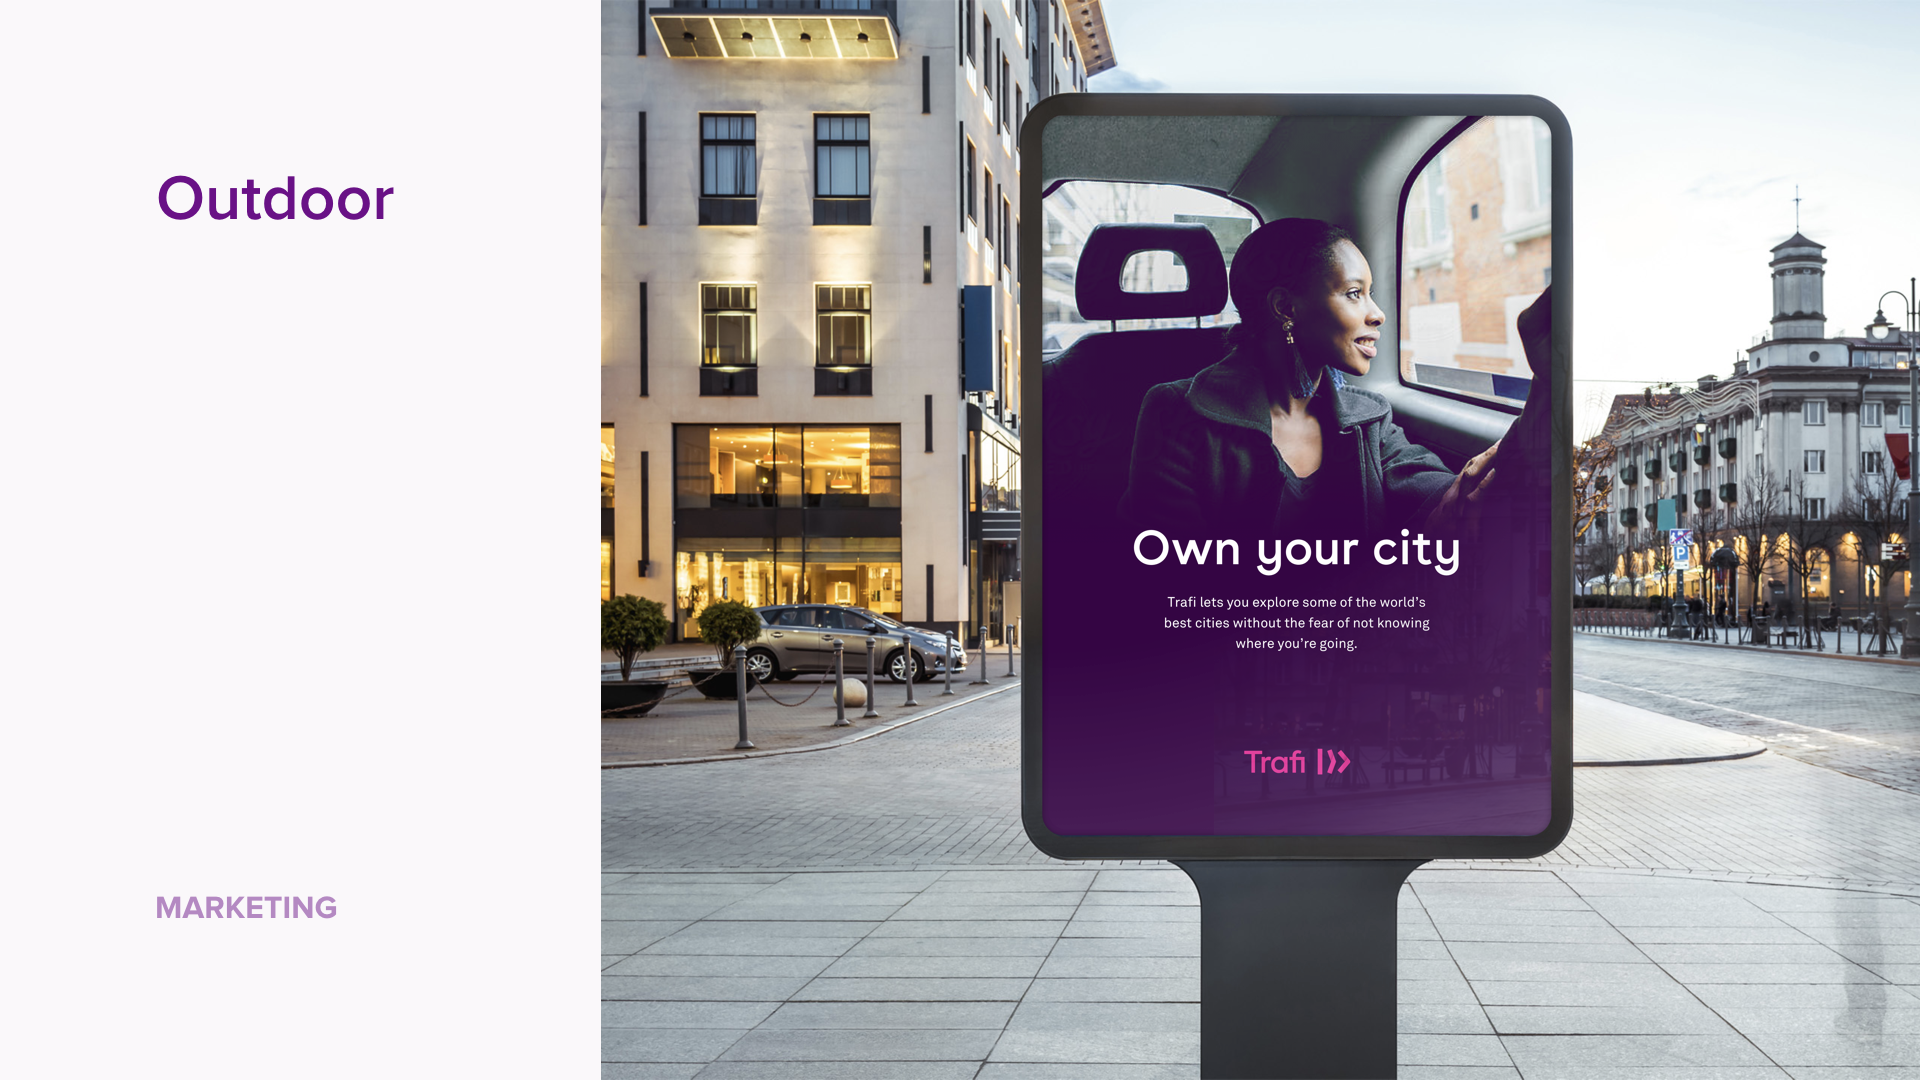 Outdoor
MARKETING
Own your city
Trafi lets you explore some of the world's
best cities without the fear of not knowing
where you're going.
Trafi
P